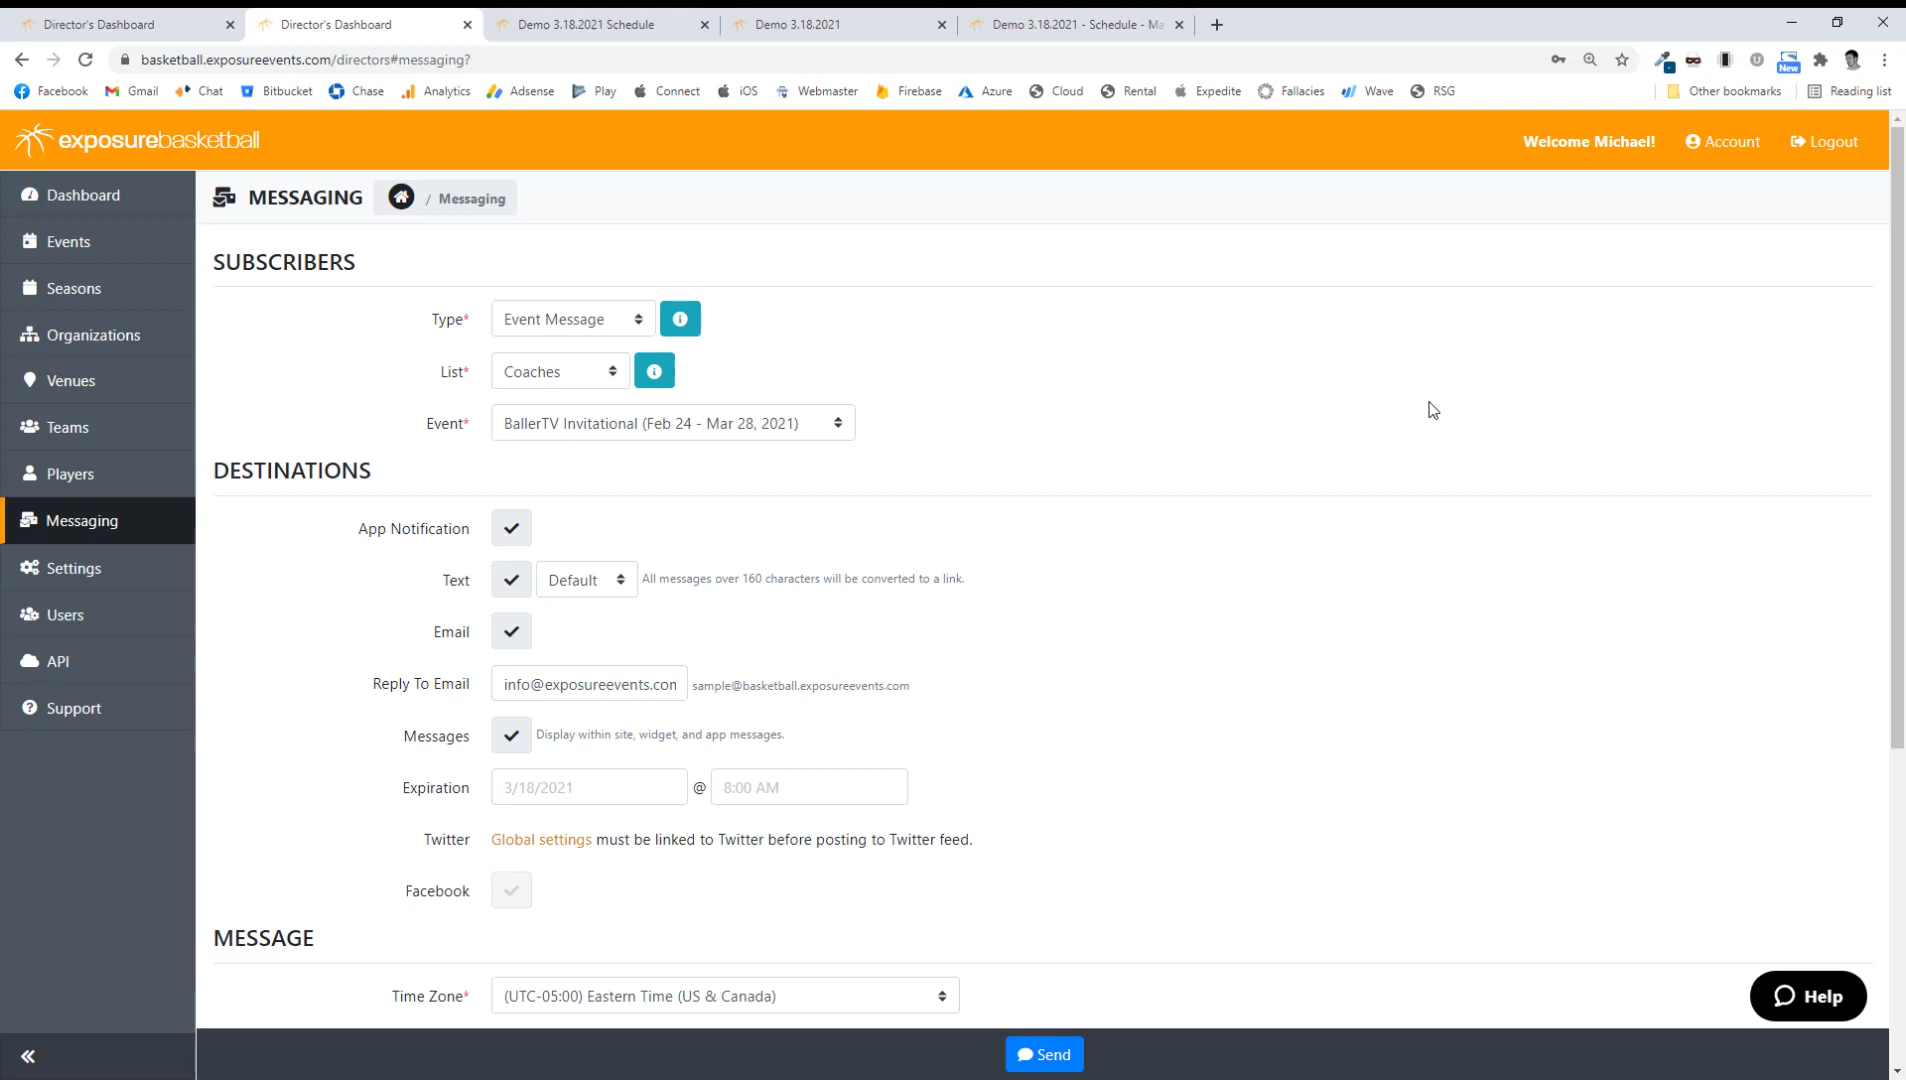 Director's Dashboard
Director's Dashboard
Demo 3.18.2021 Schedule
Demo 3.18.2021
Demo 3.18.2021 - Schedule - Ma
basketball.exposureevents.com/directors#messaging?
New
Facebook
Gmail
Chat
Bitbucket
Chase
Analytics
Adsense
Play
Connect
iOS
Webmaster
Firebase
Azure
Cloud
Rental
Expedite
Fallacies
Wave
RSG
Other bookmarks
Reading list
exposurebasketball
Welcome Michael!
Account
Logout
Dashboard
Events
Seasons
Organizations
Venues
Teams
Players
Messaging
Settings
Users
API
Support
MESSAGING
/ Messaging
SUBSCRIBERS
Type* Event Message
List* Coaches
Event* BallerTV Invitational (Feb 24 - Mar 28, 2021)
DESTINATIONS
App Notification
Text Default All messages over 160 characters will be converted to a link.
Email
Reply To Email info@exposureevents.con sample@basketball.exposureevents.com
Messages Display within site, widget, and app messages.
Expiration 3/18/2021 @ 8:00 AM
Twitter Global settings must be linked to Twitter before posting to Twitter feed.
Facebook
MESSAGE
Time Zone* (UTC-05:00) Eastern Time (US & Canada)
Help
Send